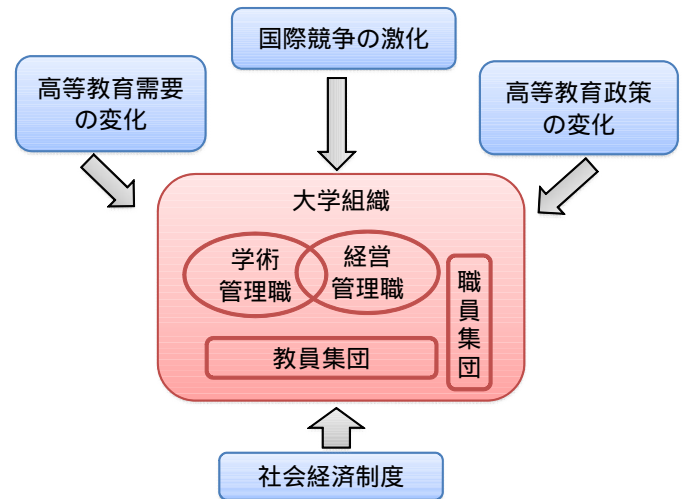 国際競争の激化
高等教育需要
の変化
高等教育政策
の変化
大学組織
学術
管理職
経営
管理職
職員集団
教員集団
社会経済制度